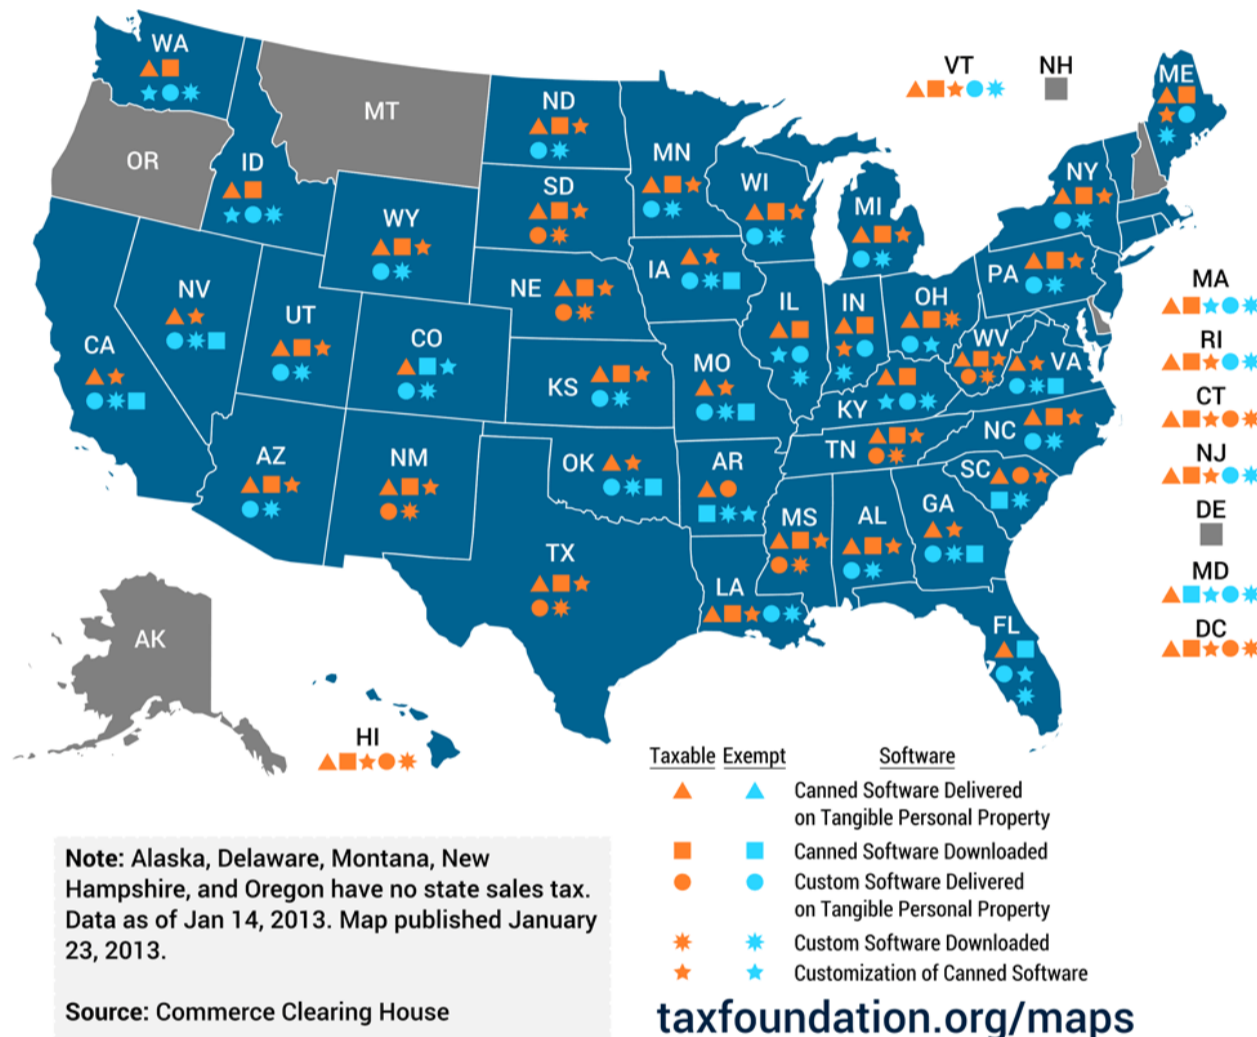 WA
MT
OR
ID
ND
MN
VT
NH
ME
WI
MI
NY
SD
WY
NV
UT
CA
CO
NE
IA
IL
IN
OH
PA
MA
RI
CT
NJ
DE
MD
DC
WV
VA
KY
MO
KS
AZ
NM
OK
AR
TN
NC
SC
MS
AL
GA
TX
LA
FL
AK
HI
Taxable Exempt Software
Canned Software Delivered
on Tangible Personal Property
Canned Software Downloaded
Custom Software Delivered
on Tangible Personal Property
Custom Software Downloaded
Customization of Canned Software
Note: Alaska, Delaware, Montana, New
Hampshire, and Oregon have no state sales tax.
Data as of Jan 14, 2013. Map published January
23, 2013.
Source: Commerce Clearing House
taxfoundation.org/maps